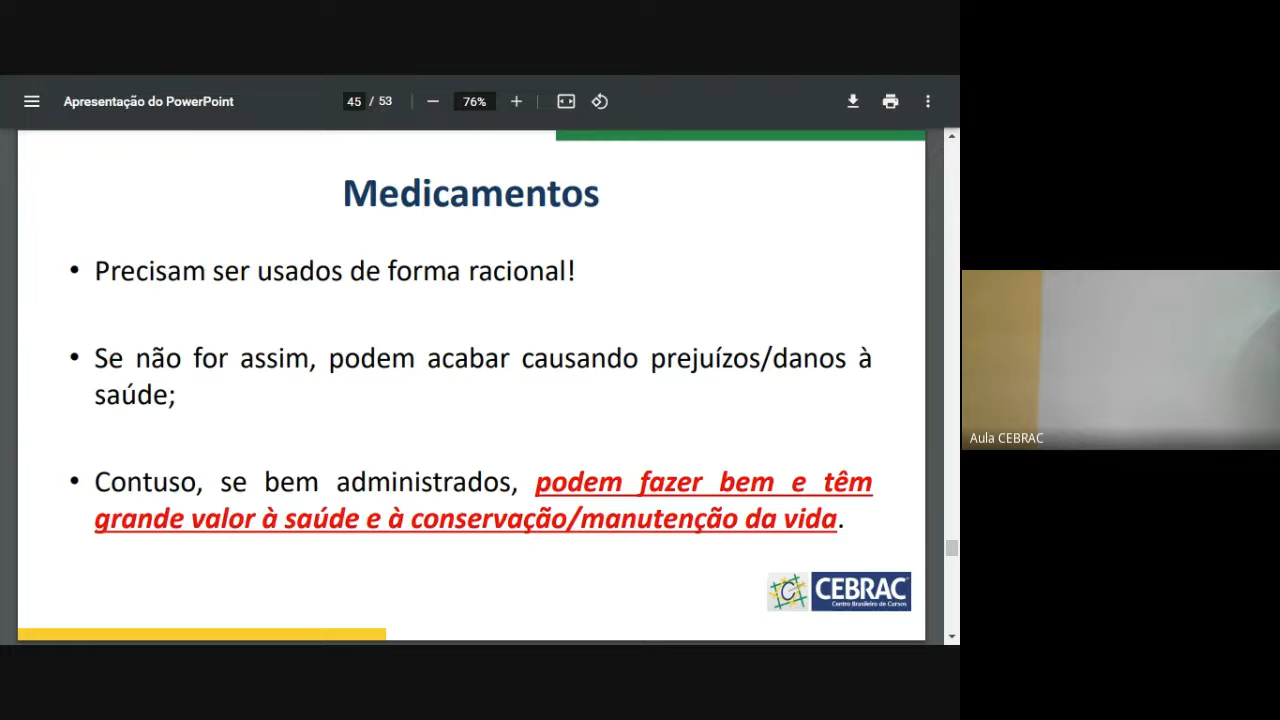 Apresentação do PowerPoint
45 / 53
76%
Medicamentos
• Precisam ser usados de forma racional!
• Se não for assim, podem acabar causando prejuízos/danos à
saúde;
• Contuso, se bem administrados, podem fazer bem e têm
grande valor à saúde e à conservação/manutenção da vida.
C CEBRAC
Centro Brasileiro de Cursos
Aula CEBRAC